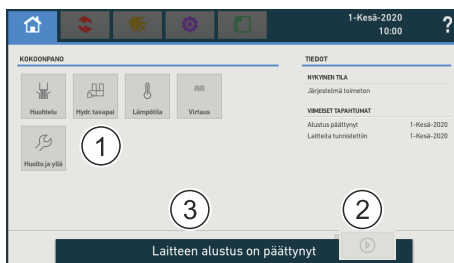 1-Kesä-2020
10:00
?
KOKOONPANO
Huuhtelu
Hydr. tasapai
Lämpötila
Virtaus
Huolto ja yllä
TIEDOT
NYKYINEN TILA
Järjestelmä toimeton
VIIMEISET TAPAHTUMAT
Alustus päättynyt 1-Kesä-2020
Laitteita tunnistettiin 1-Kesä-2020
1
3
2
Laitteen alustus on päättynyt